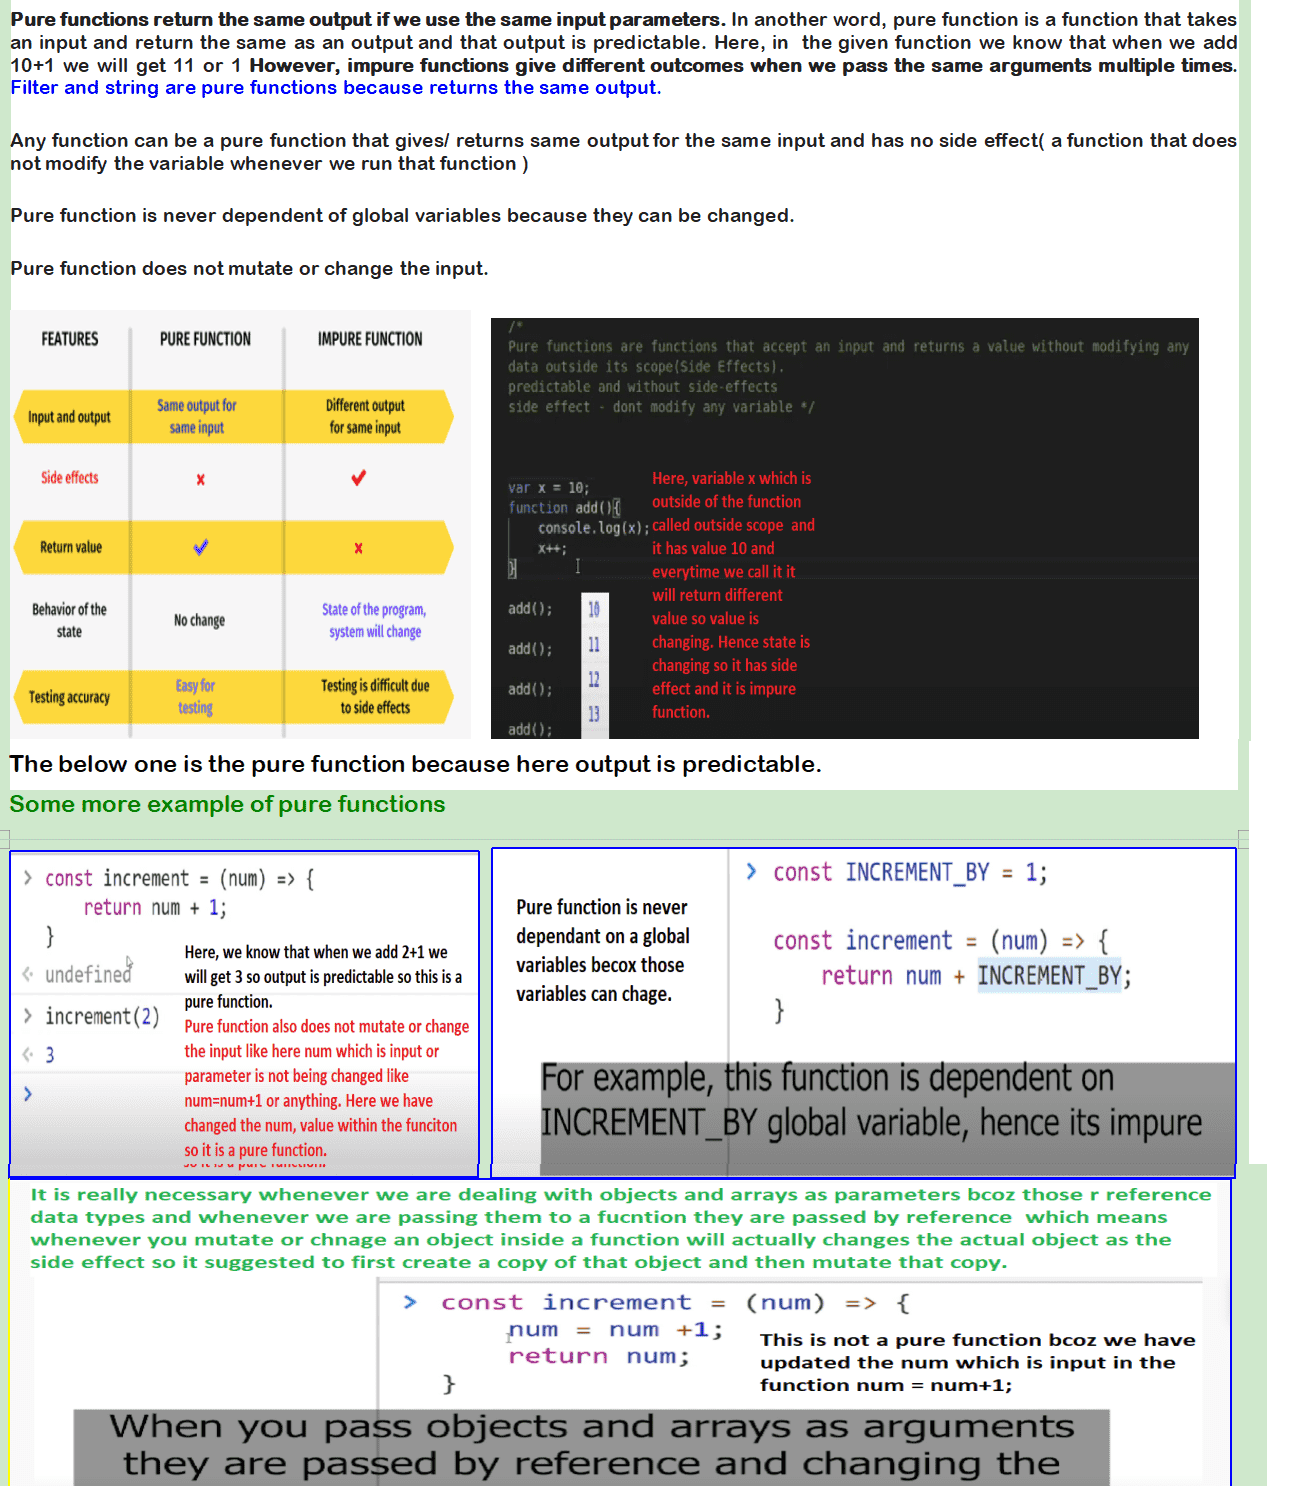 Pure functions return the same output if we use the same input parameters. In another word, pure function is a function that takes
an input and return the same as an output and that output is predictable. Here, in the given function we know that when we add
10+1 we will get 11 or 1 However, impure functions give different outcomes when we pass the same arguments multiple times.
Filter and string are pure functions because returns the same output.
Any function can be a pure function that gives/ returns same output for the same input and has no side effect( a function that does
not modify the variable whenever we run that function )
Pure function is never dependent of global variables because they can be changed.
Pure function does not mutate or change the input.
FEATURES PURE FUNCTION IMPURE FUNCTION
Input and output Same output for same input Different output for same input
Side effects x ✓
Return value ✓ x
Behavior of the state No change State of the program, system will change
Testing accuracy Easy for testing Testing is difficult due to side effects
/*
Pure functions are functions that accept an input and returns a value without modifying any
data outside its scope(Side Effects).
predictable and without side-effects
side effect - dont modify any variable */
var x = 10;
function add(){
console.log(x);
x++;
}
add(); 10
add(); 11
add(); 12
add(); 13
Here, variable x which is
outside of the function
called outside scope and
it has value 10 and
everytime we call it it
will return different
value so value is
changing. Hence state is
changing so it has side
effect and it is impure
function.
The below one is the pure function because here output is predictable.
Some more example of pure functions
> const increment = (num) => {
return num + 1;
}
undefined
> increment(2)
3
>
Here, we know that when we add 2+1 we
will get 3 so output is predictable so this is a
pure function.
Pure function also does not mutate or change
the input like here num which is input or
parameter is not being changed like
num=num+1 or anything. Here we have
changed the num, value within the funciton
so it is a pure function.
so it is a pure function.
Pure function is never
dependant on a global
variables becox those
variables can chage.
> const INCREMENT_BY = 1;
const increment = (num) => {
return num + INCREMENT_BY;
}
For example, this function is dependent on
INCREMENT_BY global variable, hence its impure
It is really necessary whenever we are dealing with objects and arrays as parameters bcoz those r reference
data types and whenever we are passing them to a fucntion they are passed by reference which means
whenever you mutate or chnage an object inside a function will actually changes the actual object as the
side effect so it suggested to first create a copy of that object and then mutate that copy.
> const increment = (num) => {
num = num +1;
return num;
}
This is not a pure function bcoz we have
updated the num which is input in the
function num = num+1;
When you pass objects and arrays as arguments
they are passed by reference and changing the